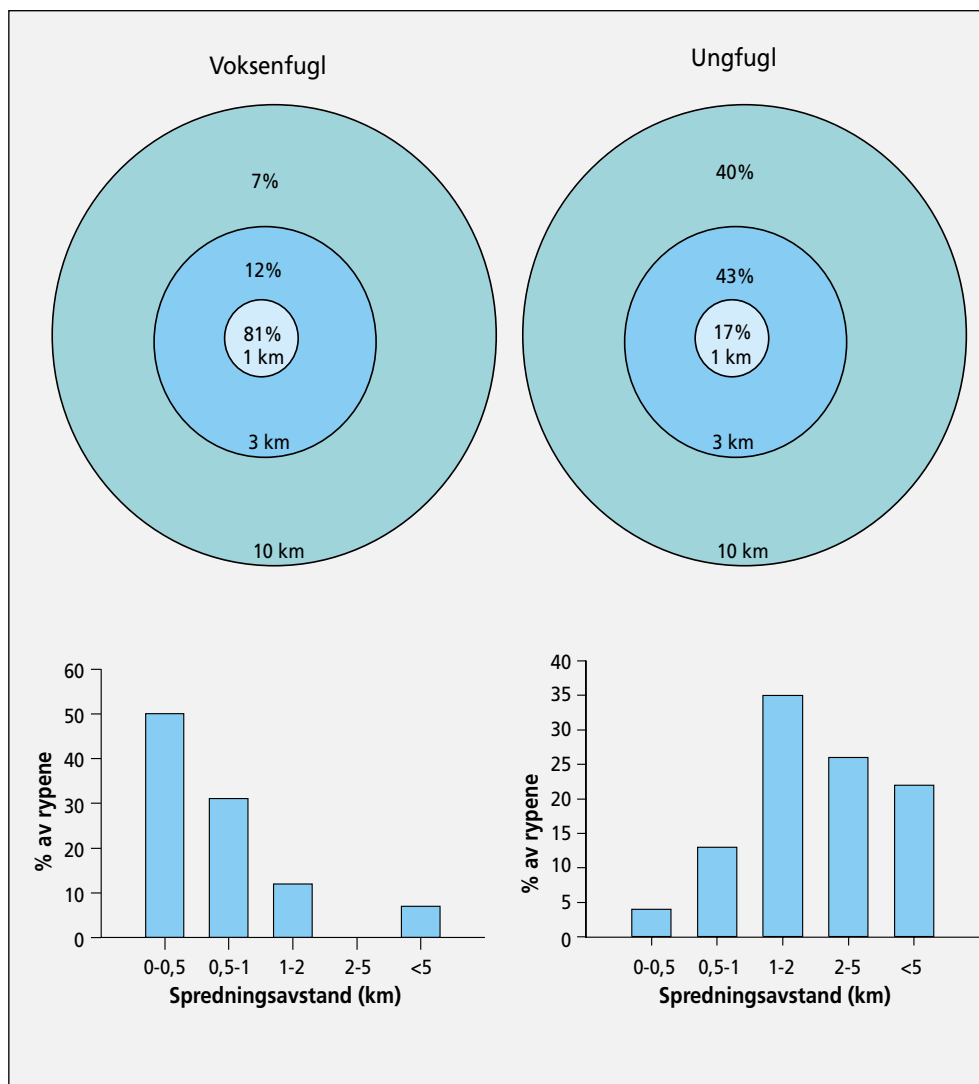 Voksenfugl
7%
12%
81%
1 km
3 km
10 km
Ungfugl
40%
43%
17%
1 km
3 km
10 km
% av rypene
60
50
40
30
20
10
0
0-0,5 0,5-1 1-2 2-5 <5
Spredningsavstand (km)
% av rypene
40
35
30
25
20
15
10
5
0
0-0,5 0,5-1 1-2 2-5 <5
Spredningsavstand (km)